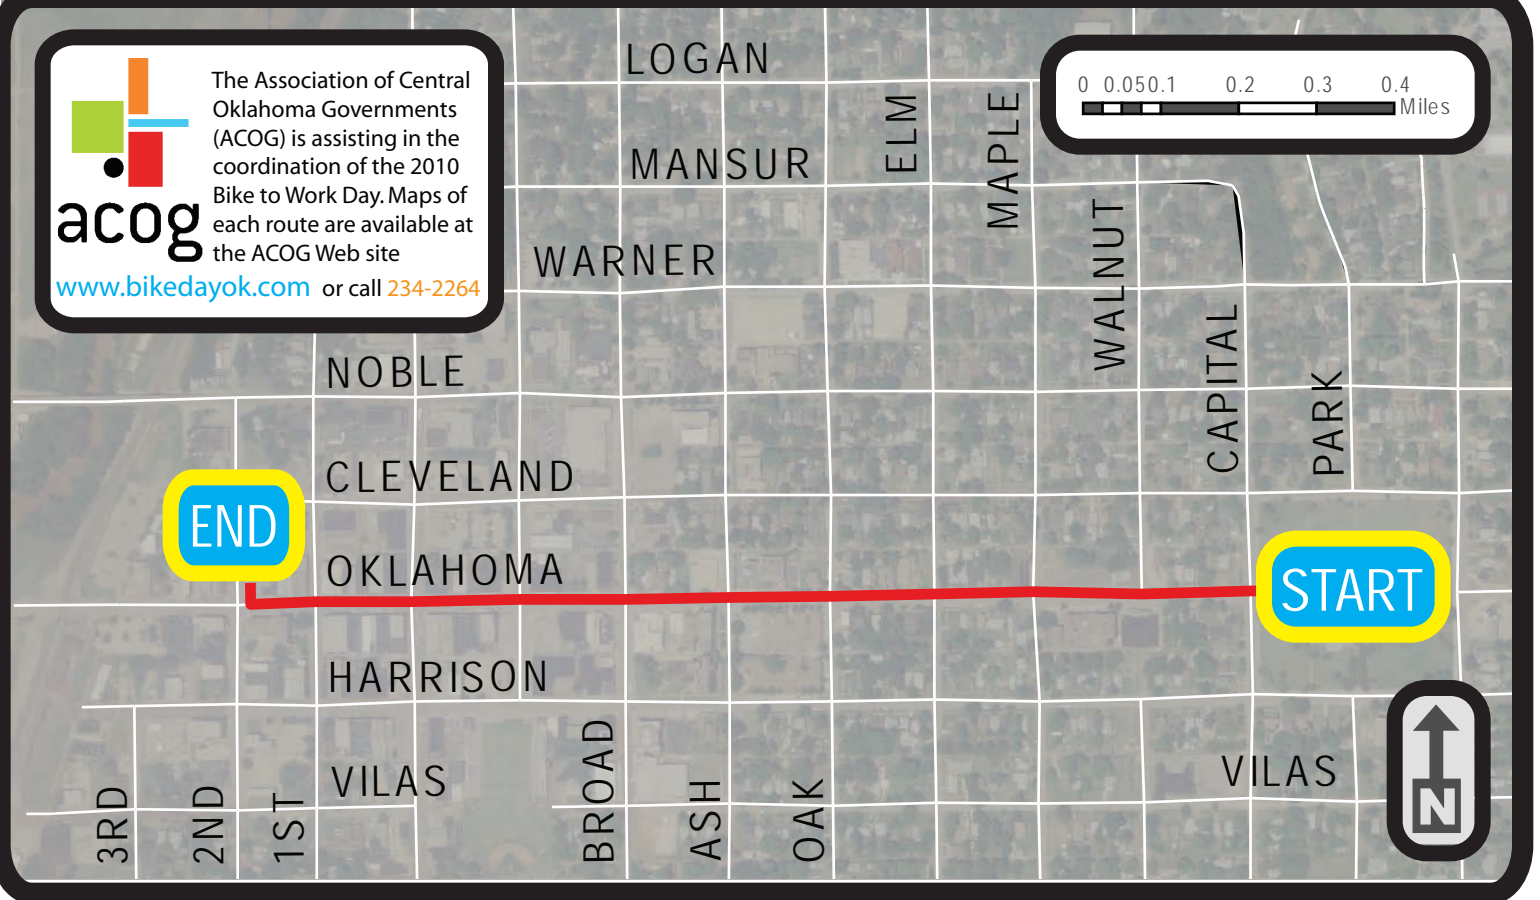 acog
The Association of Central
Oklahoma Governments
(ACOG) is assisting in the
coordination of the 2010
Bike to Work Day. Maps of
each route are available at
the ACOG Web site
www.bikedayok.com or call 234-2264
0 0.05 0.1 0.2 0.3 0.4
Miles
LOGAN
MANSUR
WARNER
NOBLE
CLEVELAND
OKLAHOMA
HARRISON
VILAS
VILAS
ELM
MAPLE
WALNUT
CAPITAL
PARK
END
START
3RD
2ND
1ST
BROAD
ASH
OAK
N